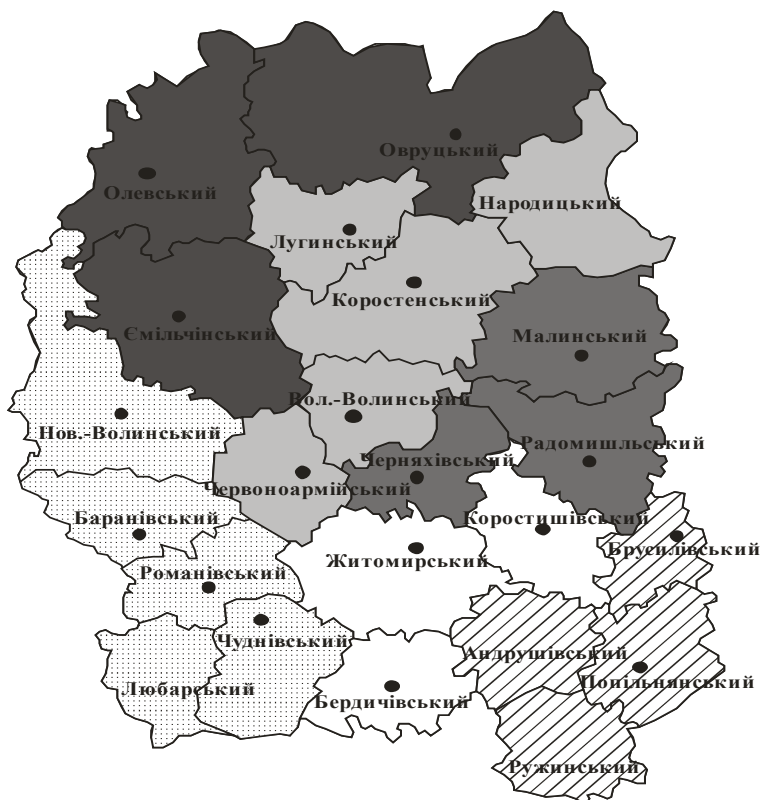 Овруцький
Олевський
Народицький
Лугинський
Коростенський
Ємільчінський
Малинський
Вол.-Волинський
Нов.-Волинський
Радомишльський
Черняхівський
Червоноармійський
Баранівський
Коростишівський
Брусилівський
Житомирський
Романівський
Чуднівський
Андрушівський
Попільнянський
Любарський
Бердичівський
Ружинський